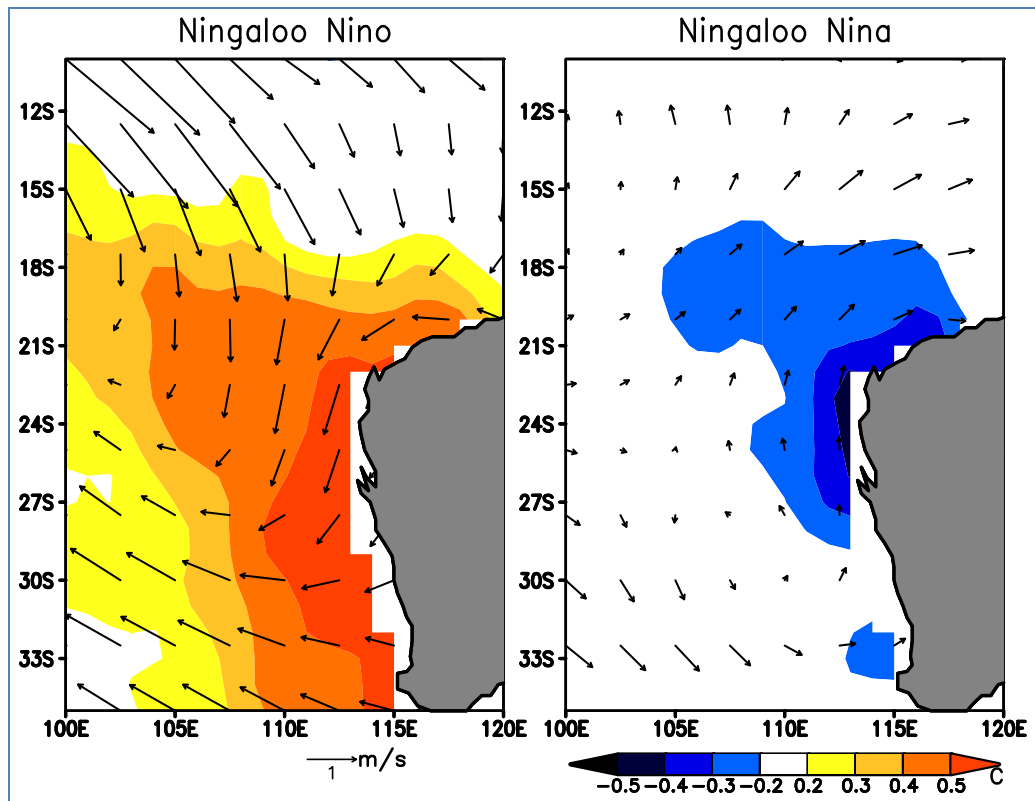 Ningaloo Nino
Ningaloo Nina
12S
15S
18S
21S
24S
27S
30S
33S
100E 105E 110E 115E 120E
1 m/s
12S
15S
18S
21S
24S
27S
30S
33S
100E 105E 110E 115E 120E
-0.5 -0.4 -0.3 -0.2 0.2 0.3 0.4 0.5 C